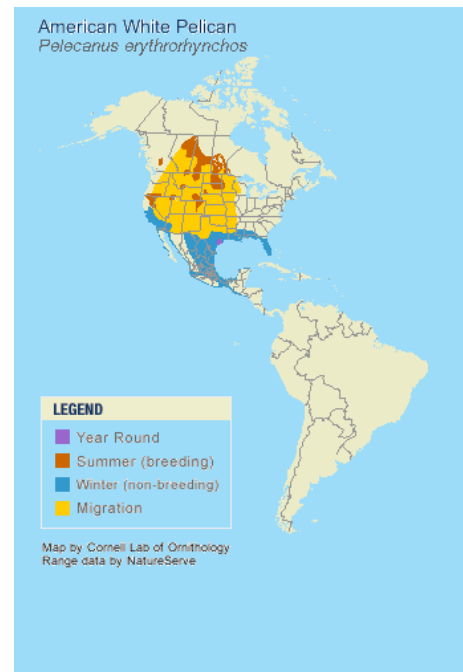 American White Pelican
Pelecanus erythrorhynchos
LEGEND
Year Round
Summer (breeding)
Winter (non-breeding)
Migration
Map by Cornell Lab of Ornithology
Range data by NatureServe